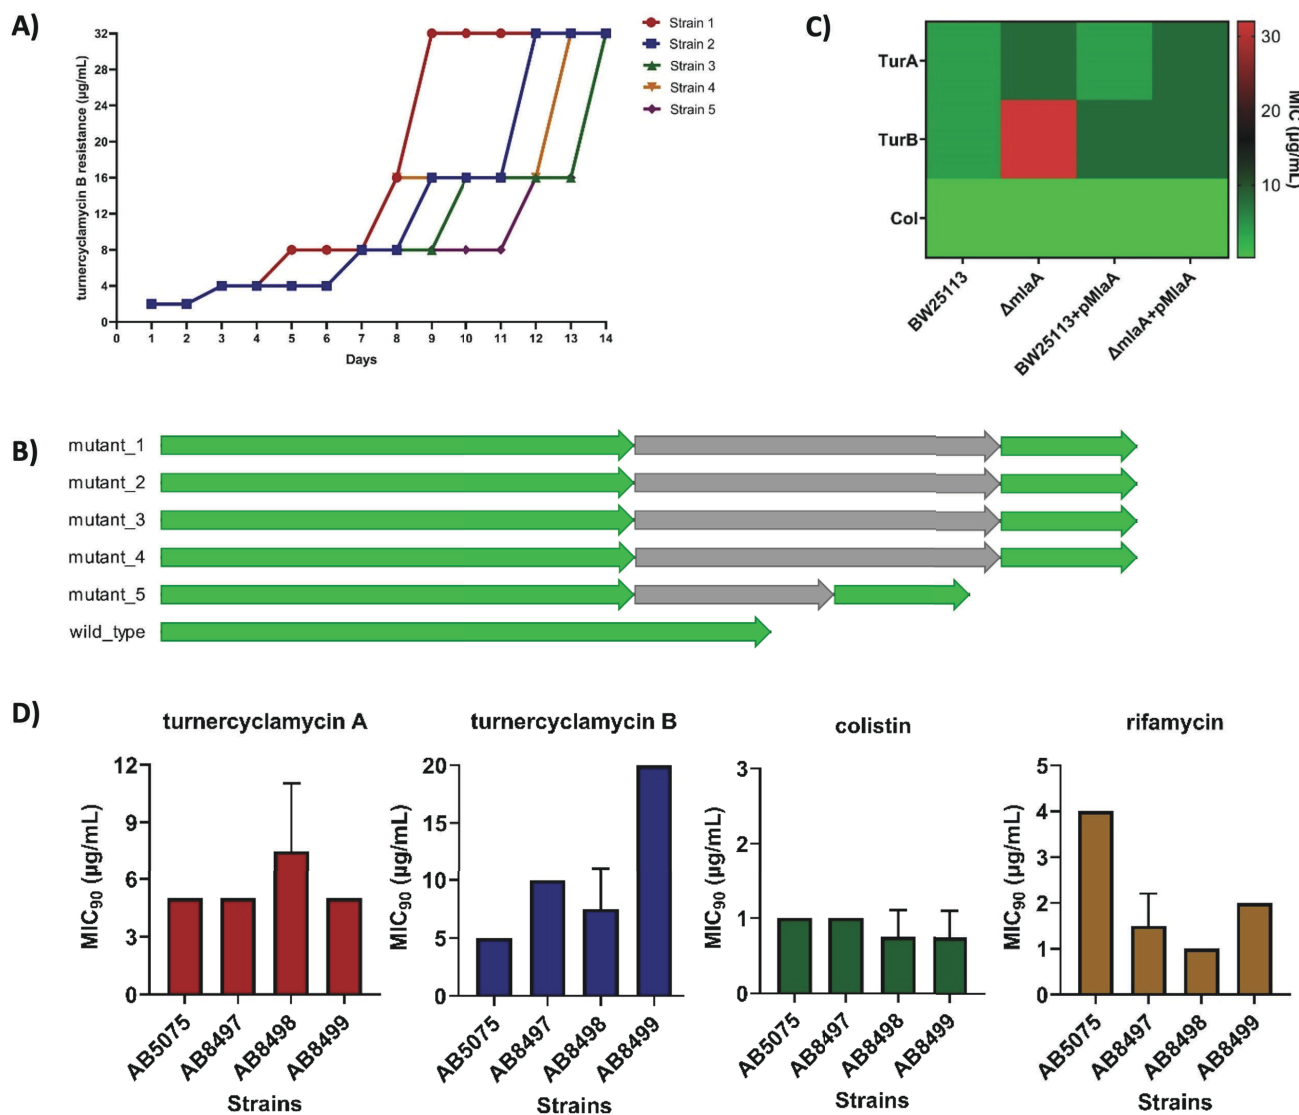 A)
turnercyclamycin B resistance (µg/mL)
32
28
24
20
16
12
8
4
0
0 1 2 3 4 5 6 7 8 9 10 11 12 13 14
Days
Strain 1
Strain 2
Strain 3
Strain 4
Strain 5
C)
TurA
TurB
Col
BW25113
ΔmlaA
BW25113+pMlaA
ΔmlaA+pMlaA
30
20
10
MIC (µg/mL)
B)
mutant_1
mutant_2
mutant_3
mutant_4
mutant_5
wild_type
D)
turnercyclamycin A
MIC90 (µg/mL)
12
9
6
3
0
AB5075
AB8497
AB8498
AB8499
Strains
turnercyclamycin B
MIC90 (µg/mL)
20
15
10
5
0
AB5075
AB8497
AB8498
AB8499
Strains
colistin
MIC90 (µg/mL)
3
2
1
0
AB5075
AB8497
AB8498
AB8499
Strains
rifamycin
MIC90 (µg/mL)
5
4
3
2
1
0
AB5075
AB8497
AB8498
AB8499
Strains